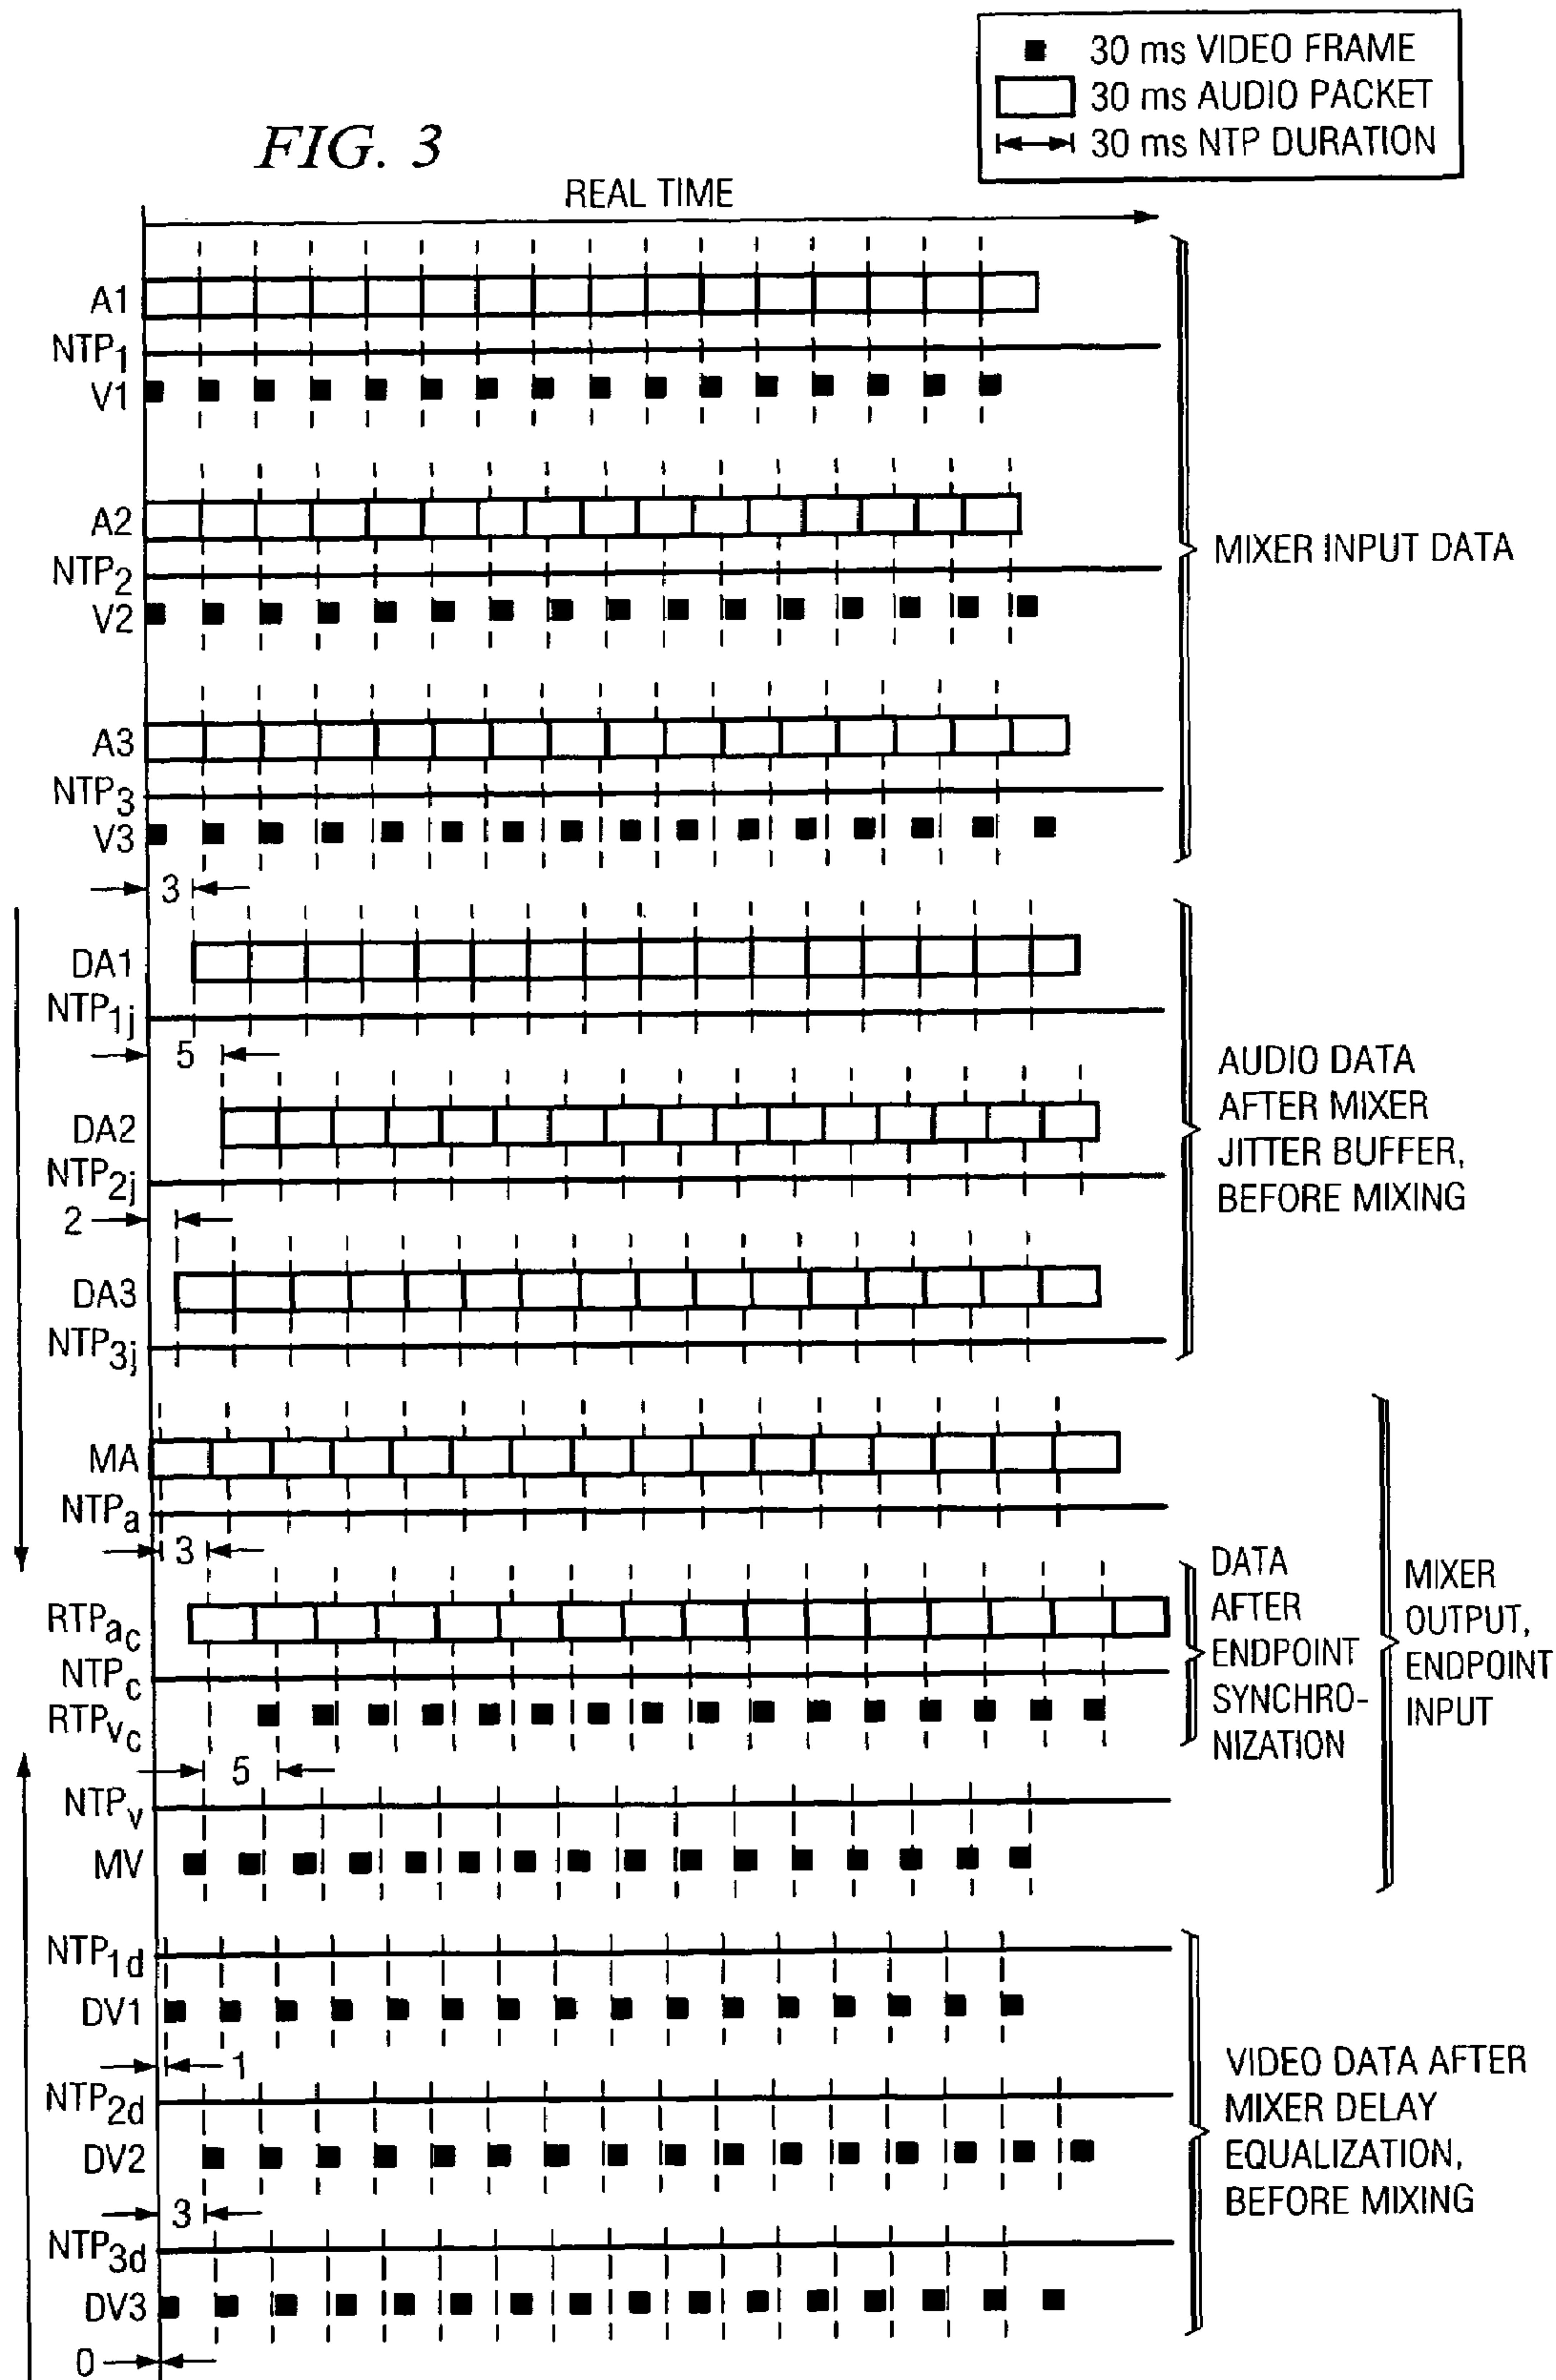 30 ms VIDEO FRAME
30 ms AUDIO PACKET
30 ms NTP DURATION
FIG. 3
REAL TIME
A1
NTP1
V1
A2
NTP2
V2
A3
NTP3
V3
MIXER INPUT DATA
3
DA1
NTP1j
5
DA2
NTP2j
2
DA3
NTP3j
AUDIO DATA
AFTER MIXER
JITTER BUFFER,
BEFORE MIXING
MA
NTPa
3
RTPac
NTPc
RTPvc
DATA
AFTER
ENDPOINT
SYNCHRO-
NIZATION
MIXER
OUTPUT,
ENDPOINT
INPUT
5
NTPv
MV
NTP1d
DV1
1
NTP2d
DV2
3
NTP3d
DV3
0
VIDEO DATA AFTER
MIXER DELAY
EQUALIZATION,
BEFORE MIXING